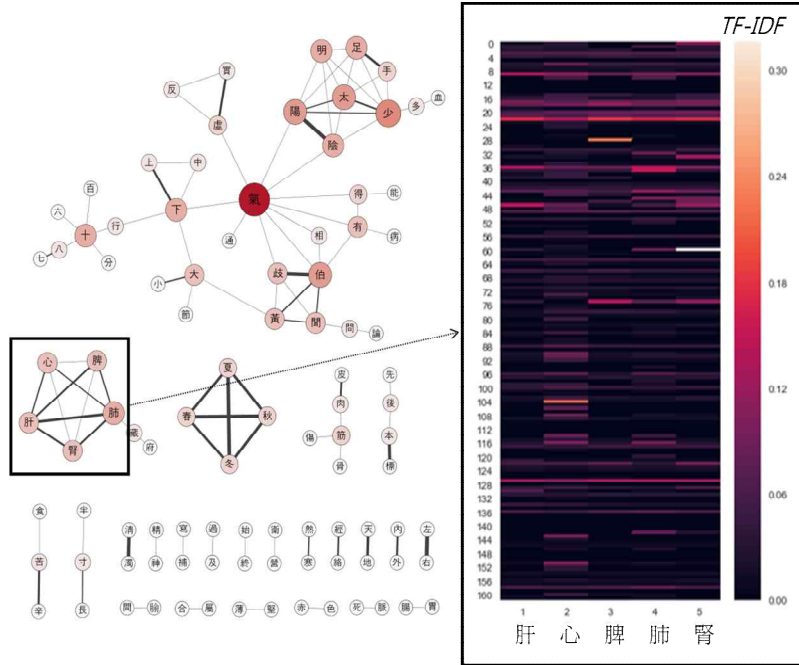 明
足
手
太
陽
少
多
血
陰
實
反
虛
上
中
下
氣
得
能
有
病
相
通
百
六
行
十
八
七
分
大
小
節
歧
伯
黃
聞
問
論
心
脾
肝
肺
腎
藏
府
夏
春
秋
冬
皮
肉
筋
傷
骨
先
後
本
標
食
苦
辛
半
寸
長
淸 精 寫 過 始 衛 熱 經 天 內 左
濁 神 補 及 終 營 寒 絡 地 外 右
間
合 屬
薄 堅
赤 色
死 脈
腸 胃
TF-IDF
0
4
8
12
16
20
24
28
32
36
40
44
48
52
56
60
64
68
72
76
80
84
88
92
96
100
104
108
112
116
120
124
128
132
136
140
144
148
152
156
160
1 2 3 4 5
肝 心 脾 肺 腎
0.30
0.24
0.18
0.12
0.06
0.00